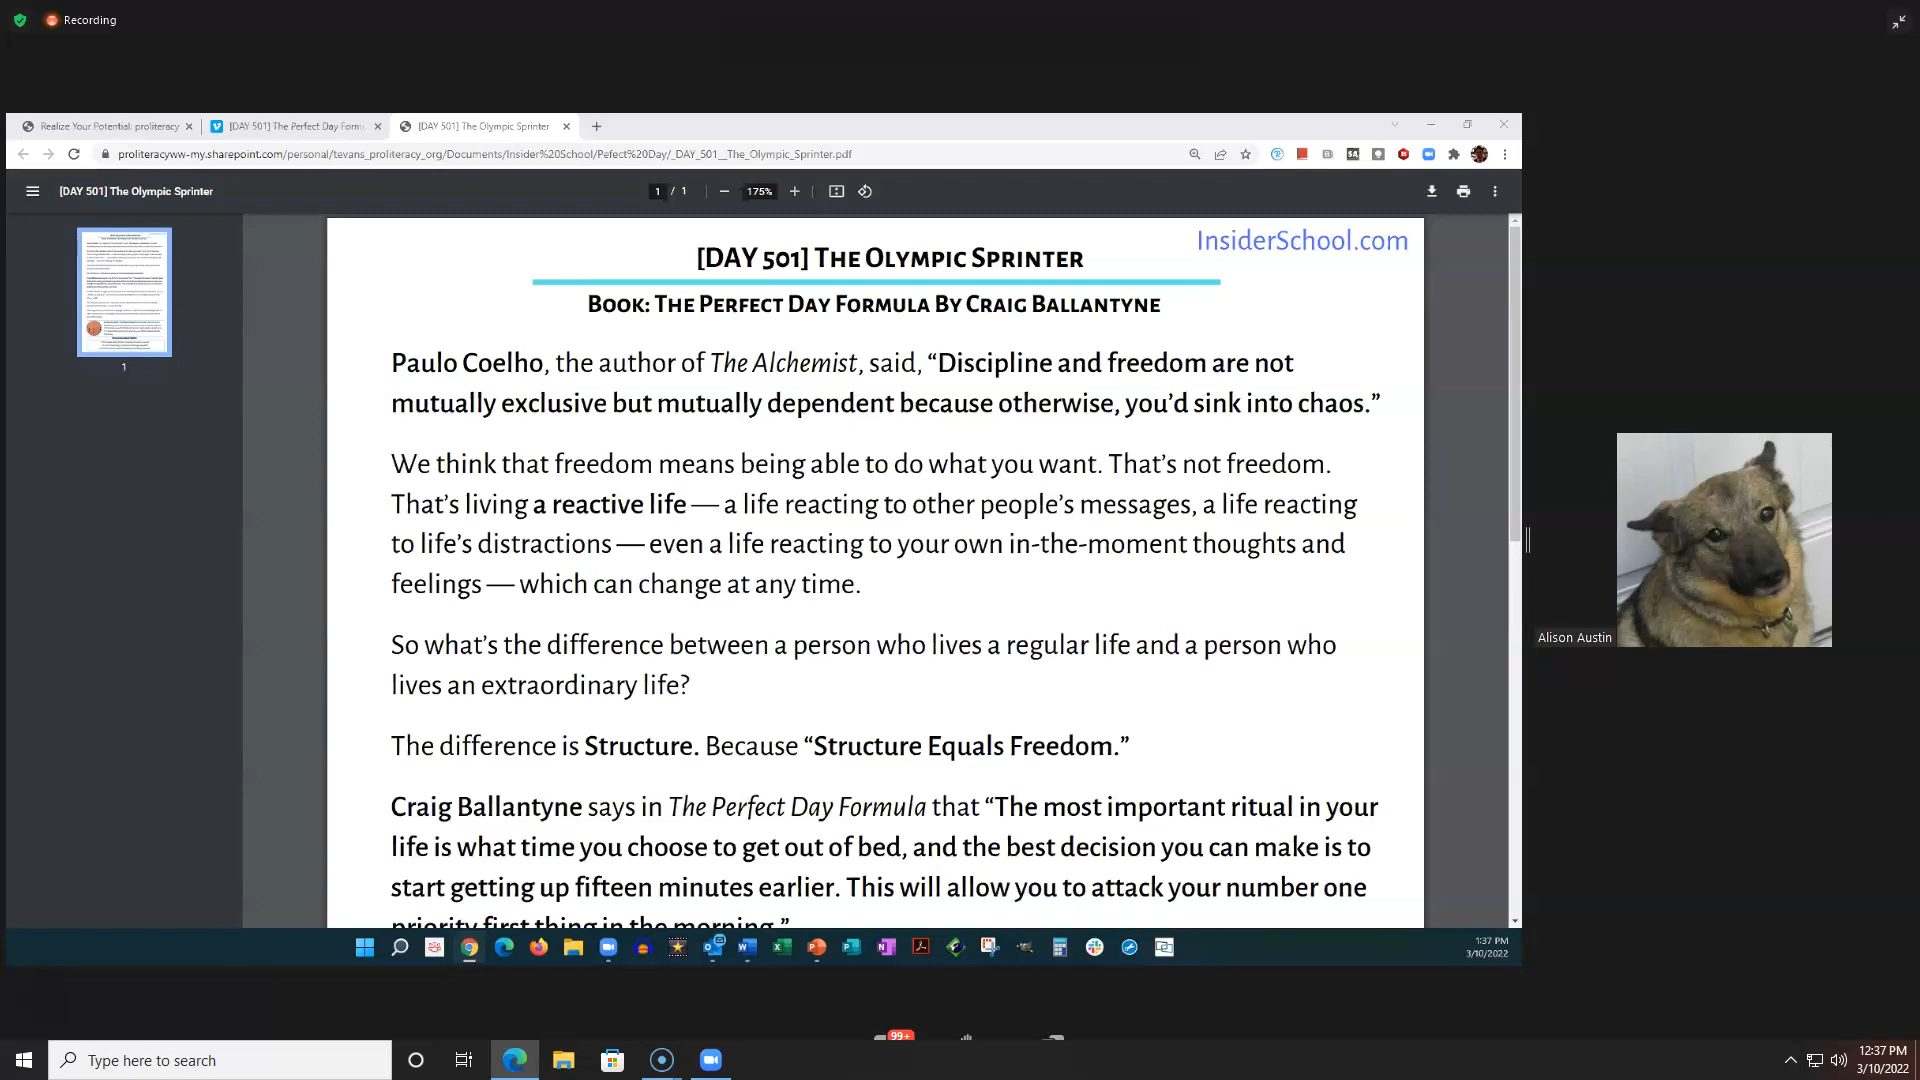 Recording
Realize Your Potential: proliteracy
[DAY 501] The Perfect Day Formu
[DAY 501] The Olympic Sprinter
proliteracyww-my.sharepoint.com/personal/tevans_proliteracy_org/Documents/Insider%20School/Pefect%20Day/_DAY_501__The_Olympic_Sprinter.pdf
[DAY 501] The Olympic Sprinter
1 / 1
175%
InsiderSchool.com
[DAY 501] THE OLYMPIC SPRINTER
BOOK: THE PERFECT DAY FORMULA BY CRAIG BALLANTYNE
Paulo Coelho, the author of The Alchemist, said, “Discipline and freedom are not
mutually exclusive but mutually dependent because otherwise, you’d sink into chaos.”
We think that freedom means being able to do what you want. That’s not freedom.
That’s living a reactive life — a life reacting to other people’s messages, a life reacting
to life’s distractions — even a life reacting to your own in-the-moment thoughts and
feelings — which can change at any time.
So what’s the difference between a person who lives a regular life and a person who
lives an extraordinary life?
The difference is Structure. Because “Structure Equals Freedom.”
Craig Ballantyne says in The Perfect Day Formula that “The most important ritual in your
life is what time you choose to get out of bed, and the best decision you can make is to
start getting up fifteen minutes earlier. This will allow you to attack your number one
priority first thing in the morning.”
1
Alison Austin
1:37 PM
3/10/2022
99+
Type here to search
12:37 PM
3/10/2022